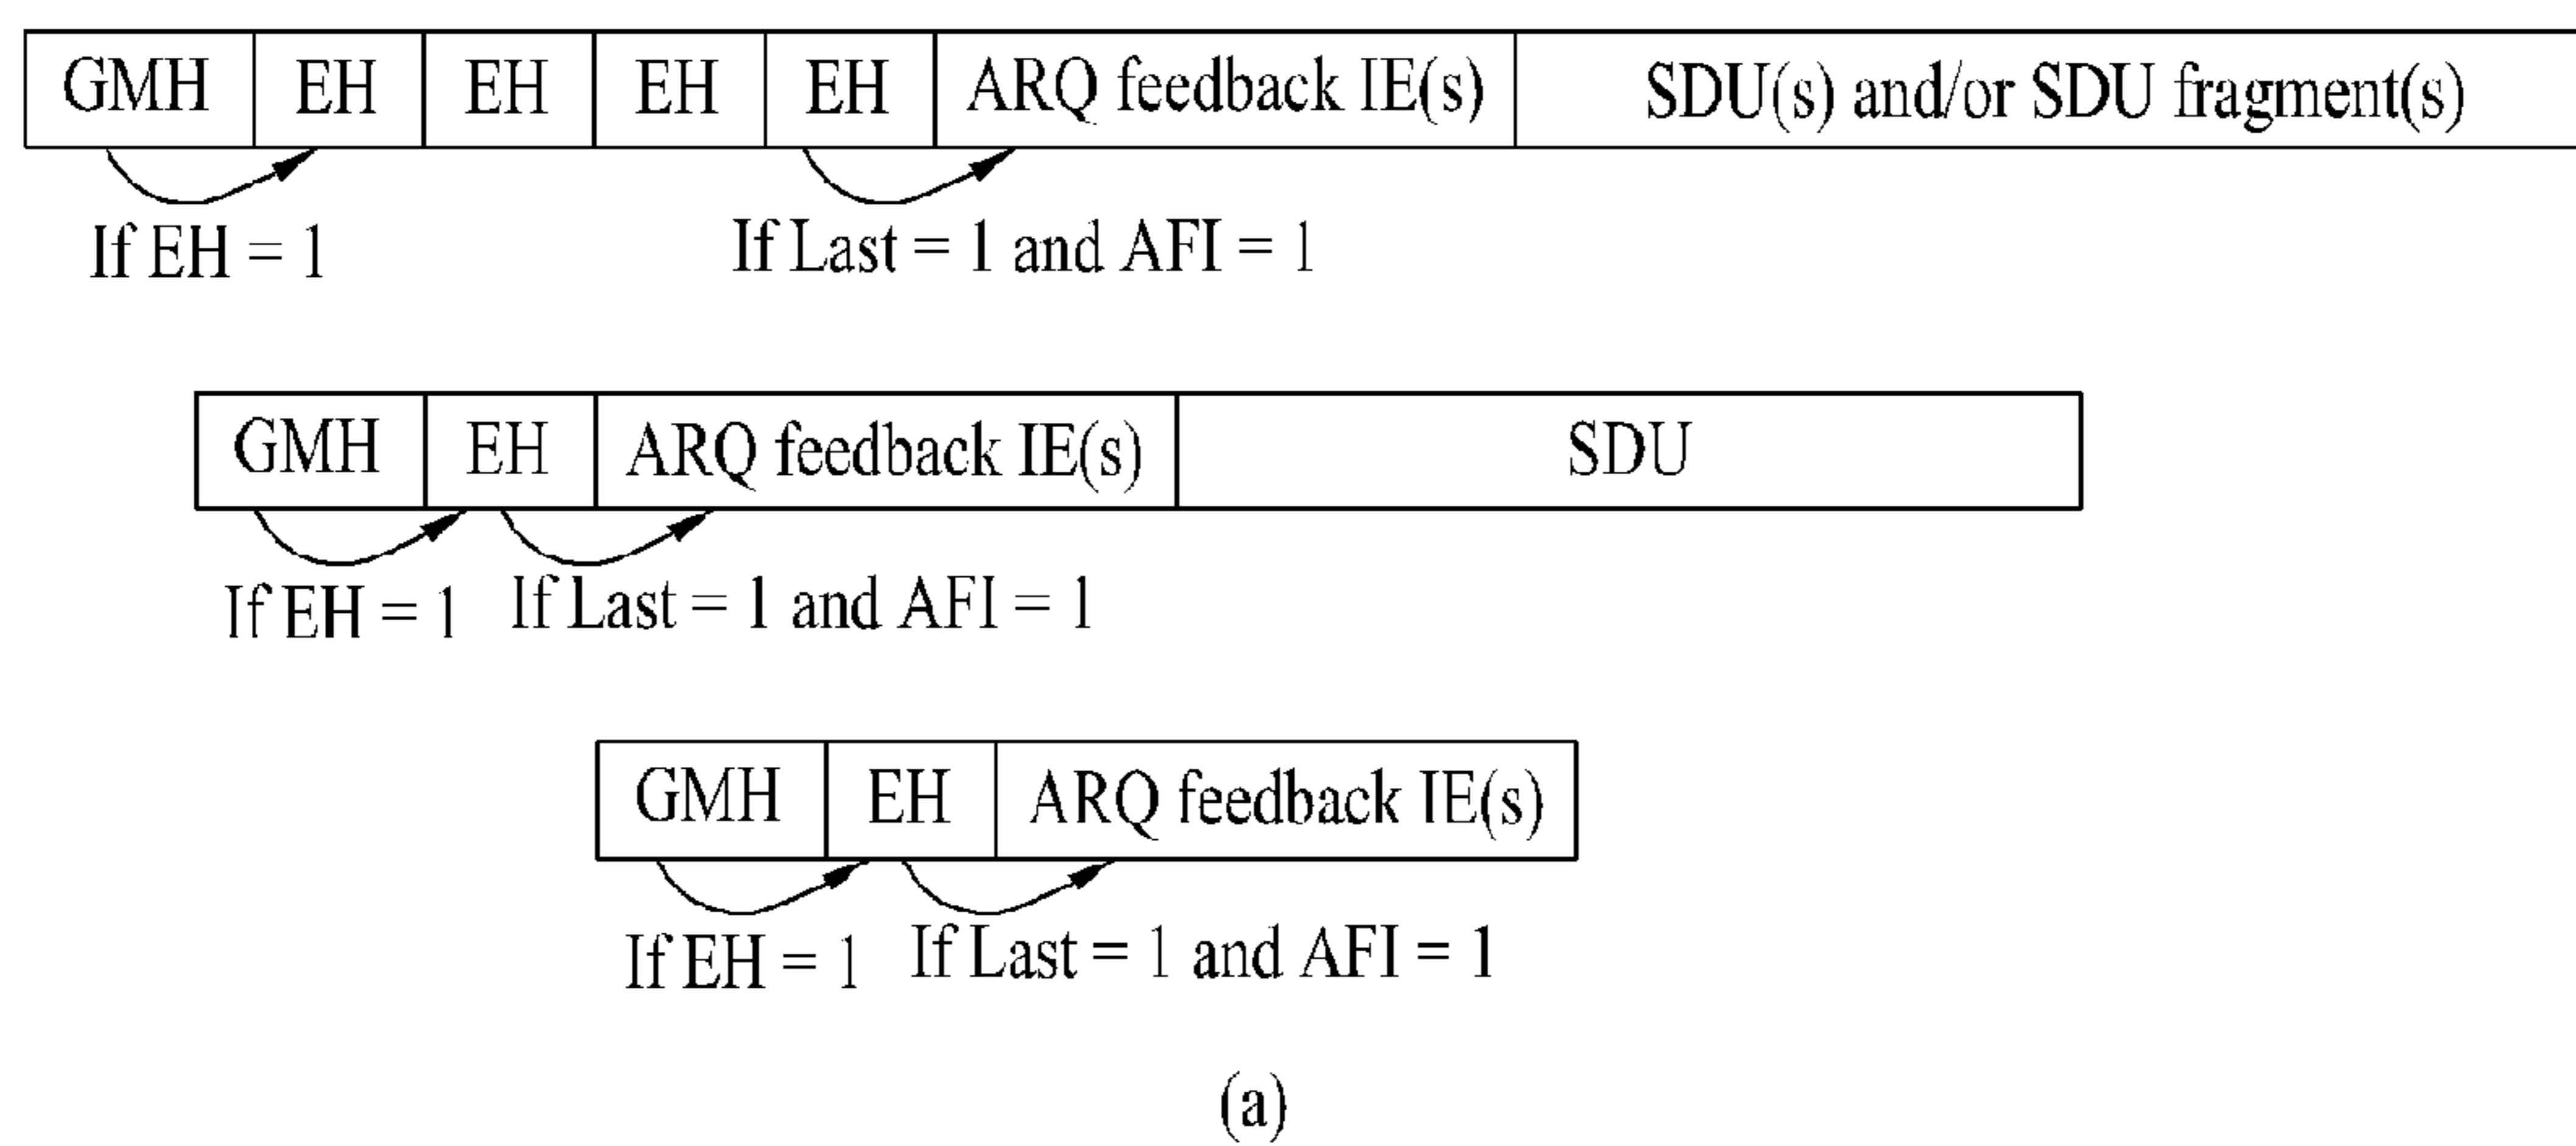 GMH EH EH EH EH ARQ feedback IE(s) SDU(s) and/or SDU fragment(s)
If EH = 1 If Last = 1 and AFI = 1
GMH EH ARQ feedback IE(s) SDU
If EH = 1 If Last = 1 and AFI = 1
GMH EH ARQ feedback IE(s)
If EH = 1 If Last = 1 and AFI = 1
(a)